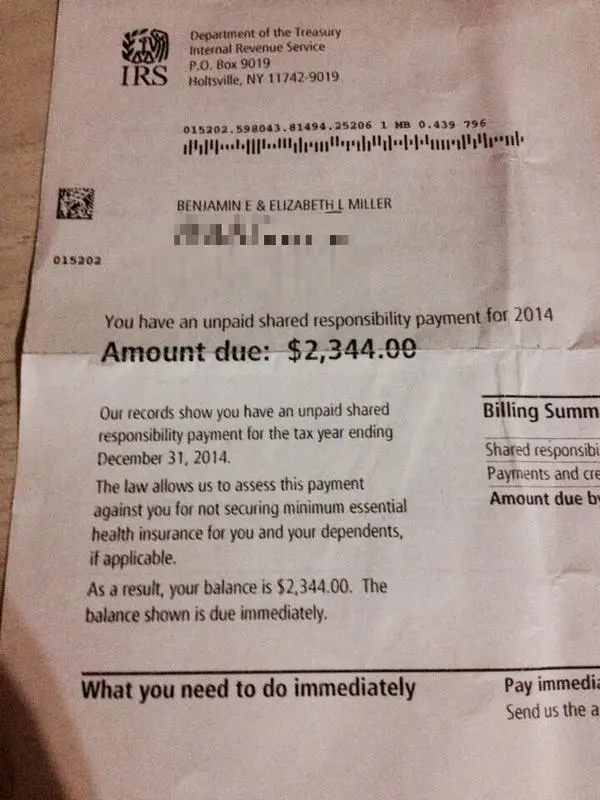 IRS
Department of the Treasury
Internal Revenue Service
P.O. Box 9019
Holtsville, NY 11742-9019
015202.598043.81494.25206 1 MB 0.439 796
BENJAMIN E & ELIZABETH L MILLER
015202
You have an unpaid shared responsibility payment for 2014
Amount due: $2,344.00
Our records show you have an unpaid shared
responsibility payment for the tax year ending
December 31, 2014.
The law allows us to assess this payment
against you for not securing minimum essential
health insurance for you and your dependents,
if applicable.
As a result, your balance is $2,344.00. The
balance shown is due immediately.
Billing Summ
Shared responsibi
Payments and cre
Amount due by
What you need to do immediately
Pay immedia
Send us the a